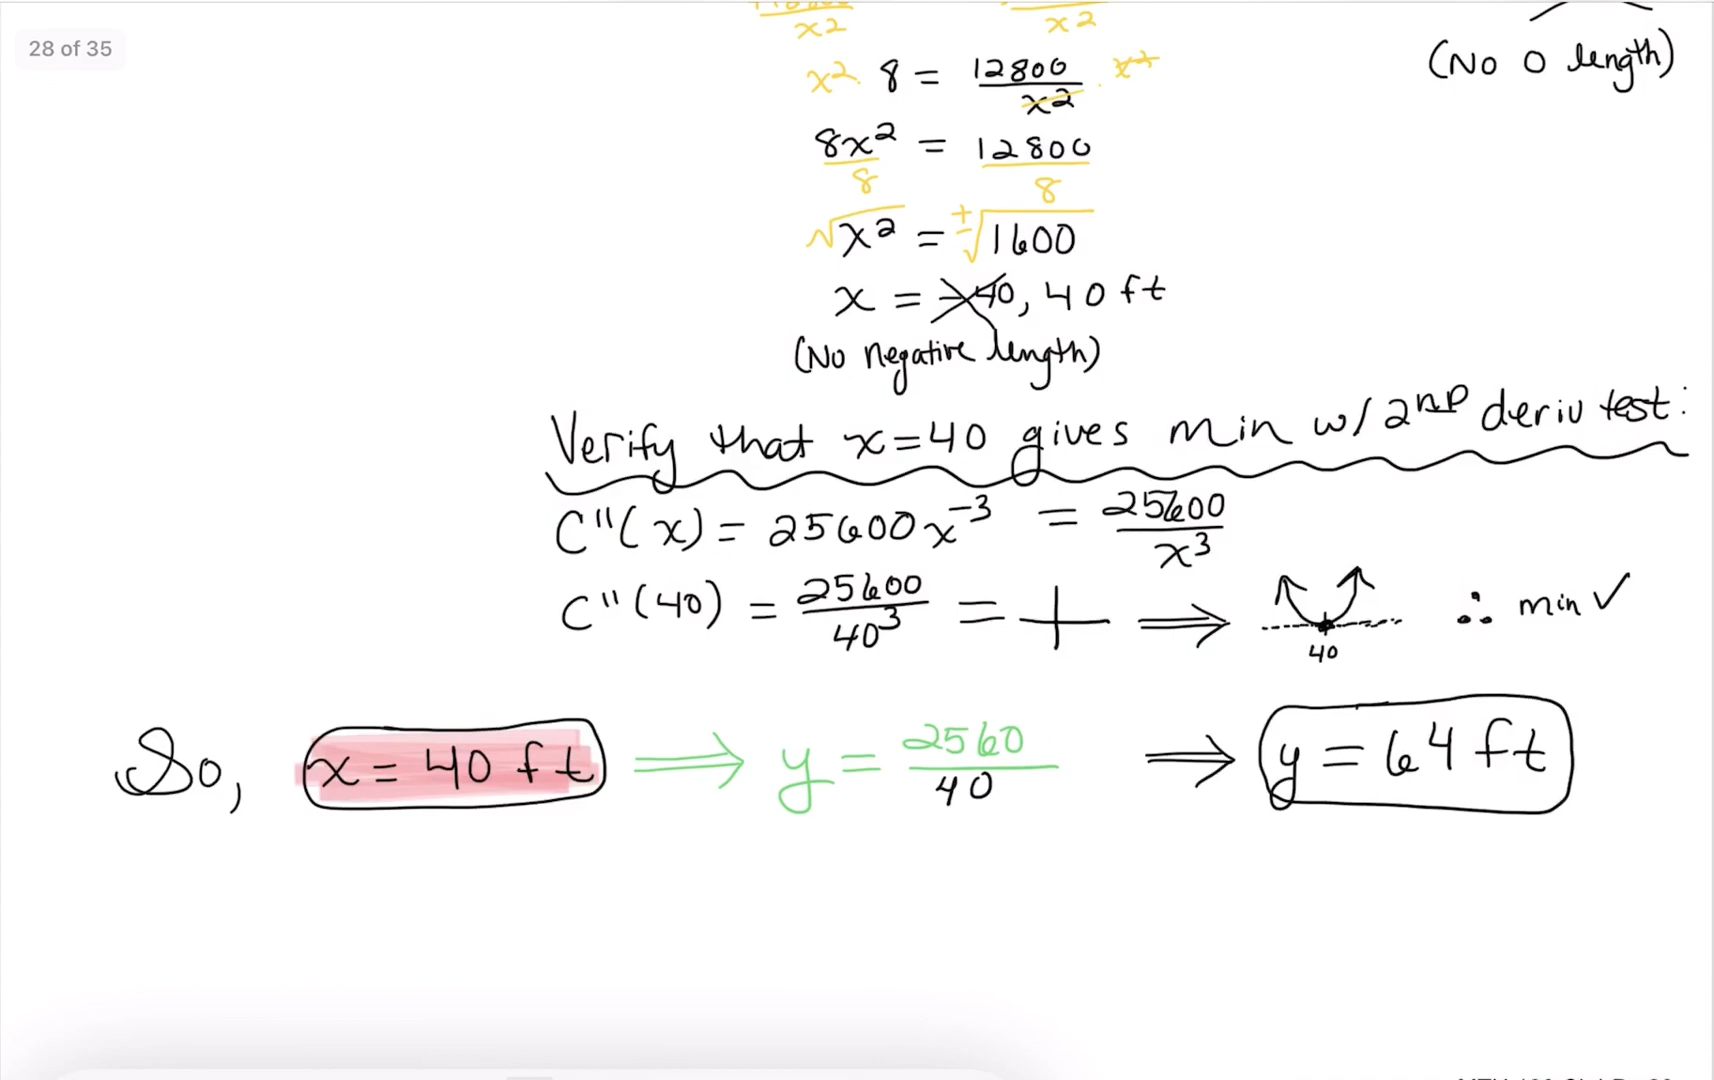 28 of 35
x2 x2
x² · 8 = 12800/x² · x²
(No 0 length)
8x² = 12800
8 8
√x² = ±√1600
x = -40, 40 ft
(No negative length)
Verify that x=40 gives min w/ 2ND deriv test:
C''(x) = 25600x⁻³ = 25600/x³
C''(40) = 25600/40³ = + ⟹ ∴ min ✓
40
So, x = 40 ft ⟹ y = 2560/40 ⟹ y = 64 ft